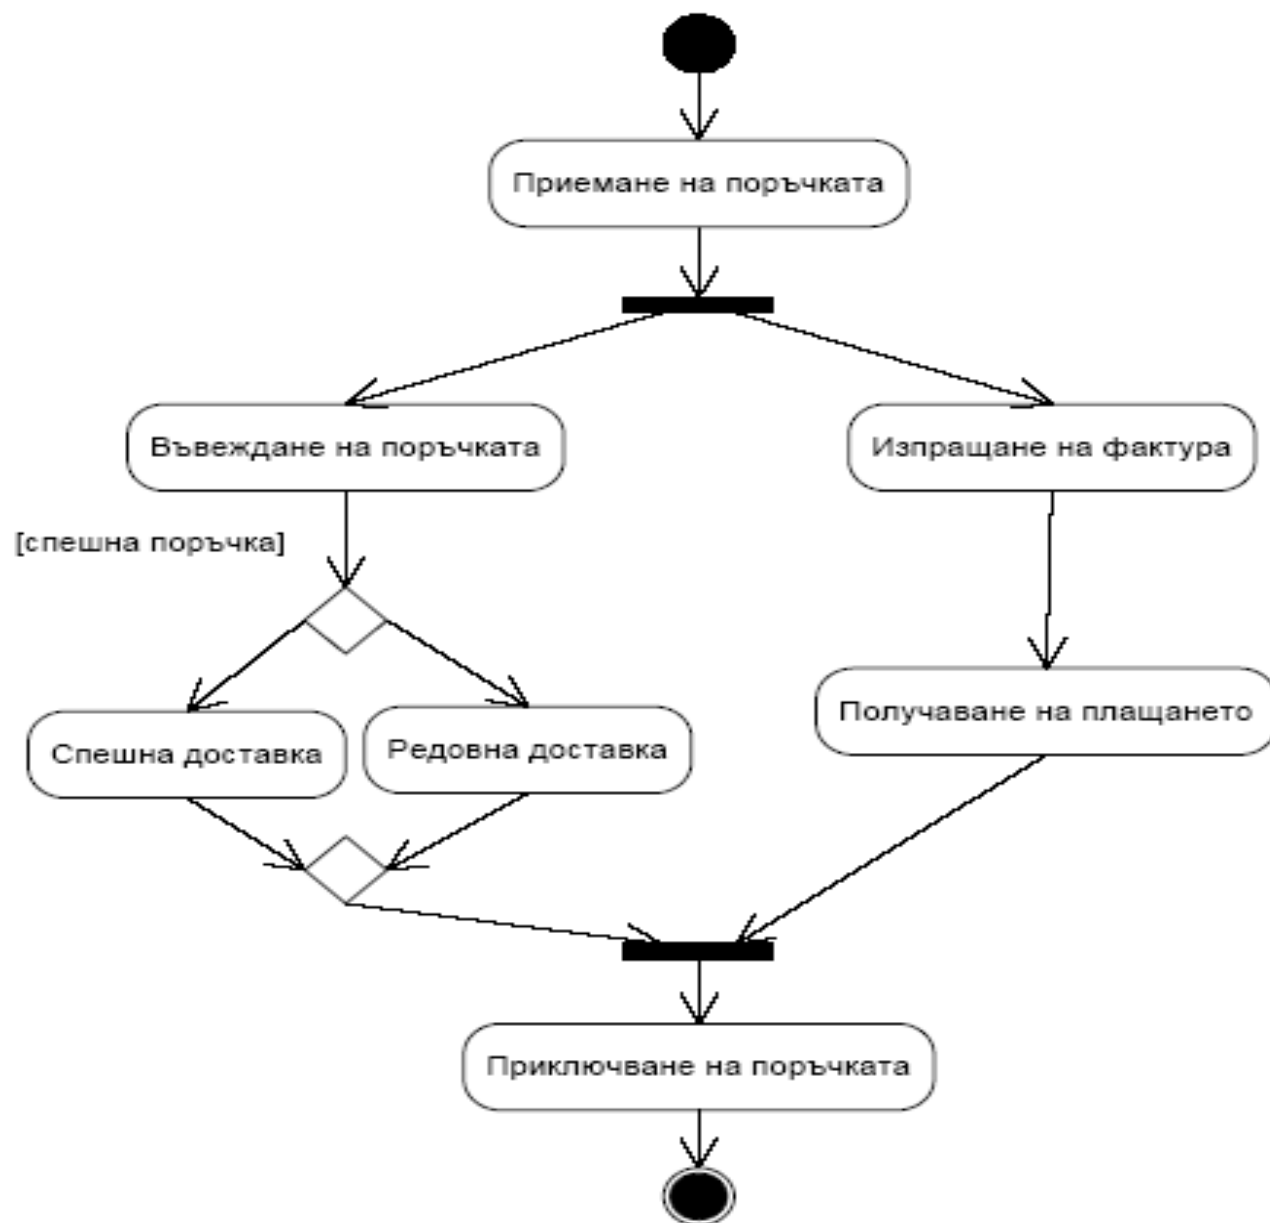 Приемане на поръчката
Въвеждане на поръчката
Изпращане на фактура
[спешна поръчка]
Получаване на плащането
Спешна доставка
Редовна доставка
Приключване на поръчката